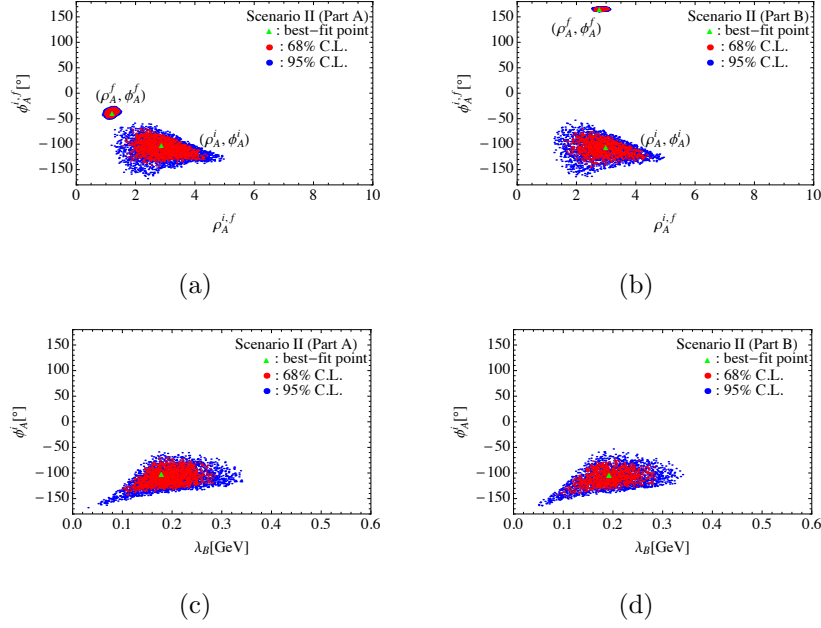 Scenario II (Part A)
: best−fit point
: 68% C.L.
: 95% C.L.
(ρ_A^f, ϕ_A^f)
(ρ_A^i, ϕ_A^i)
ϕ_A^{i,f}[°]
150
100
50
0
−50
−100
−150
0 2 4 6 8 10
ρ_A^{i,f}
(a)
Scenario II (Part B)
: best−fit point
: 68% C.L.
: 95% C.L.
(ρ_A^f, ϕ_A^f)
(ρ_A^i, ϕ_A^i)
ϕ_A^{i,f}[°]
150
100
50
0
−50
−100
−150
0 2 4 6 8 10
ρ_A^{i,f}
(b)
Scenario II (Part A)
: best−fit point
: 68% C.L.
: 95% C.L.
ϕ_A^i[°]
150
100
50
0
−50
−100
−150
0.0 0.1 0.2 0.3 0.4 0.5 0.6
λ_B[GeV]
(c)
Scenario II (Part B)
: best−fit point
: 68% C.L.
: 95% C.L.
ϕ_A^i[°]
150
100
50
0
−50
−100
−150
0.0 0.1 0.2 0.3 0.4 0.5 0.6
λ_B[GeV]
(d)